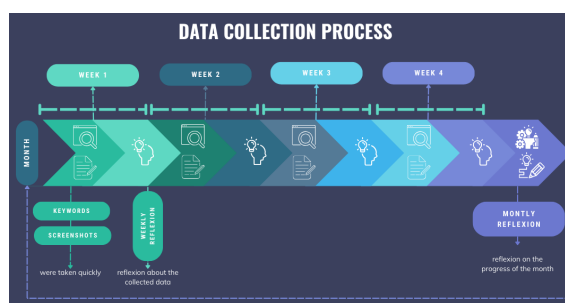 DATA COLLECTION PROCESS
WEEK 1
WEEK 2
WEEK 3
WEEK 4
MONTH
KEYWORDS
SCREENSHOTS
WEEKLY
REFLEXION
MONTLY
REFLEXION
were taken quickly
reflexion about the
collected data
reflexion on the
progress of the month